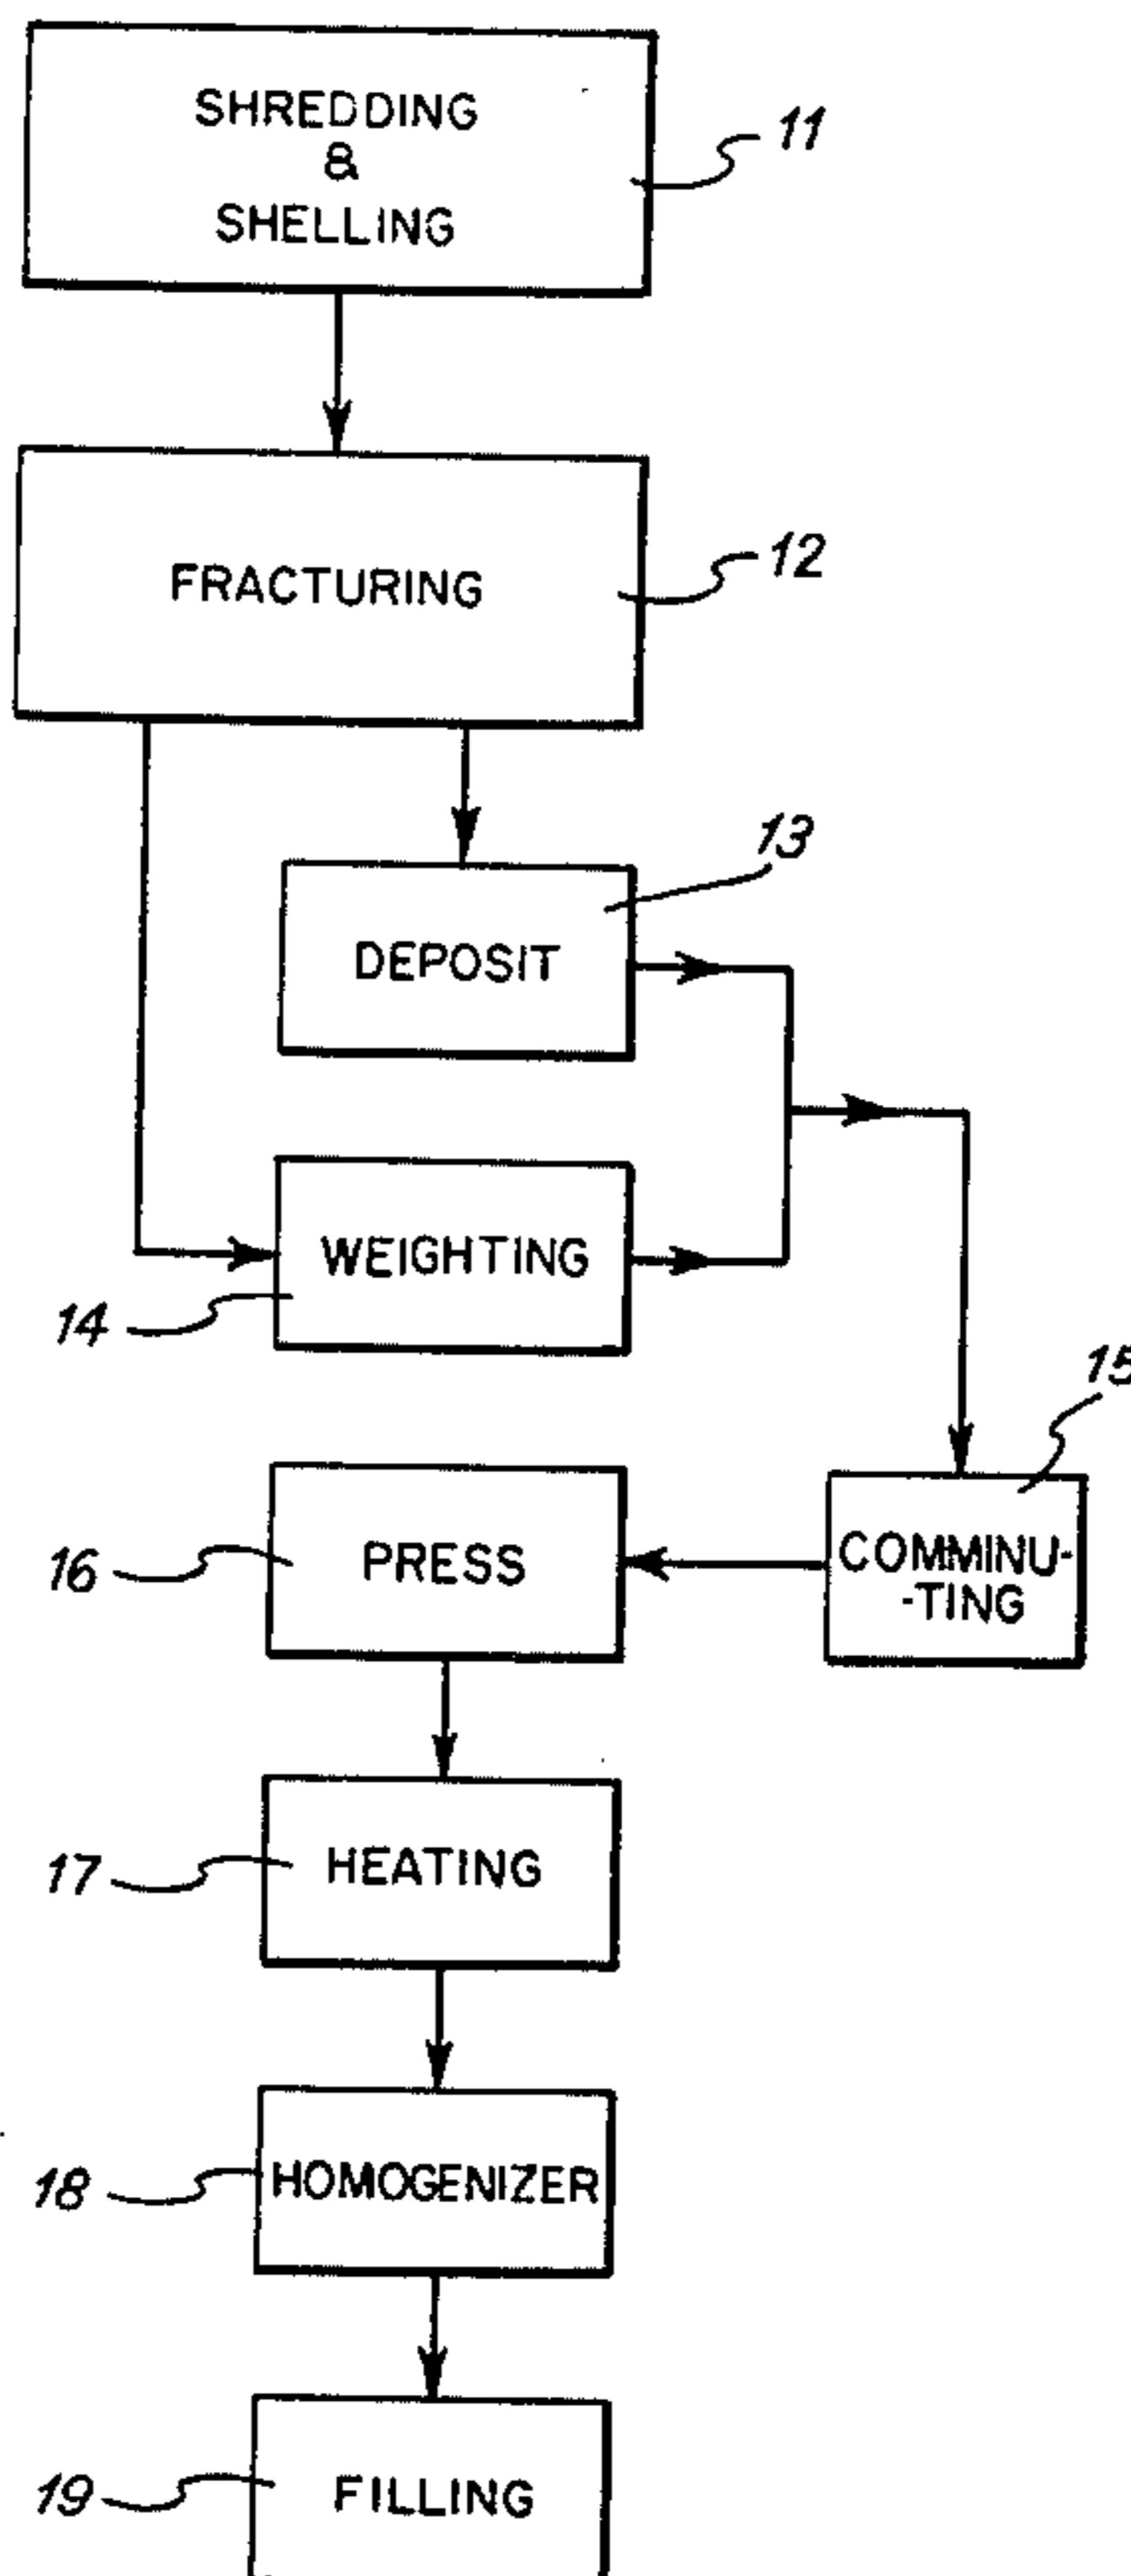 SHREDDING
&
SHELLING
11
FRACTURING
12
13
DEPOSIT
WEIGHTING
14
15
COMMINU-
-TING
PRESS
16
HEATING
17
HOMOGENIZER
18
FILLING
19